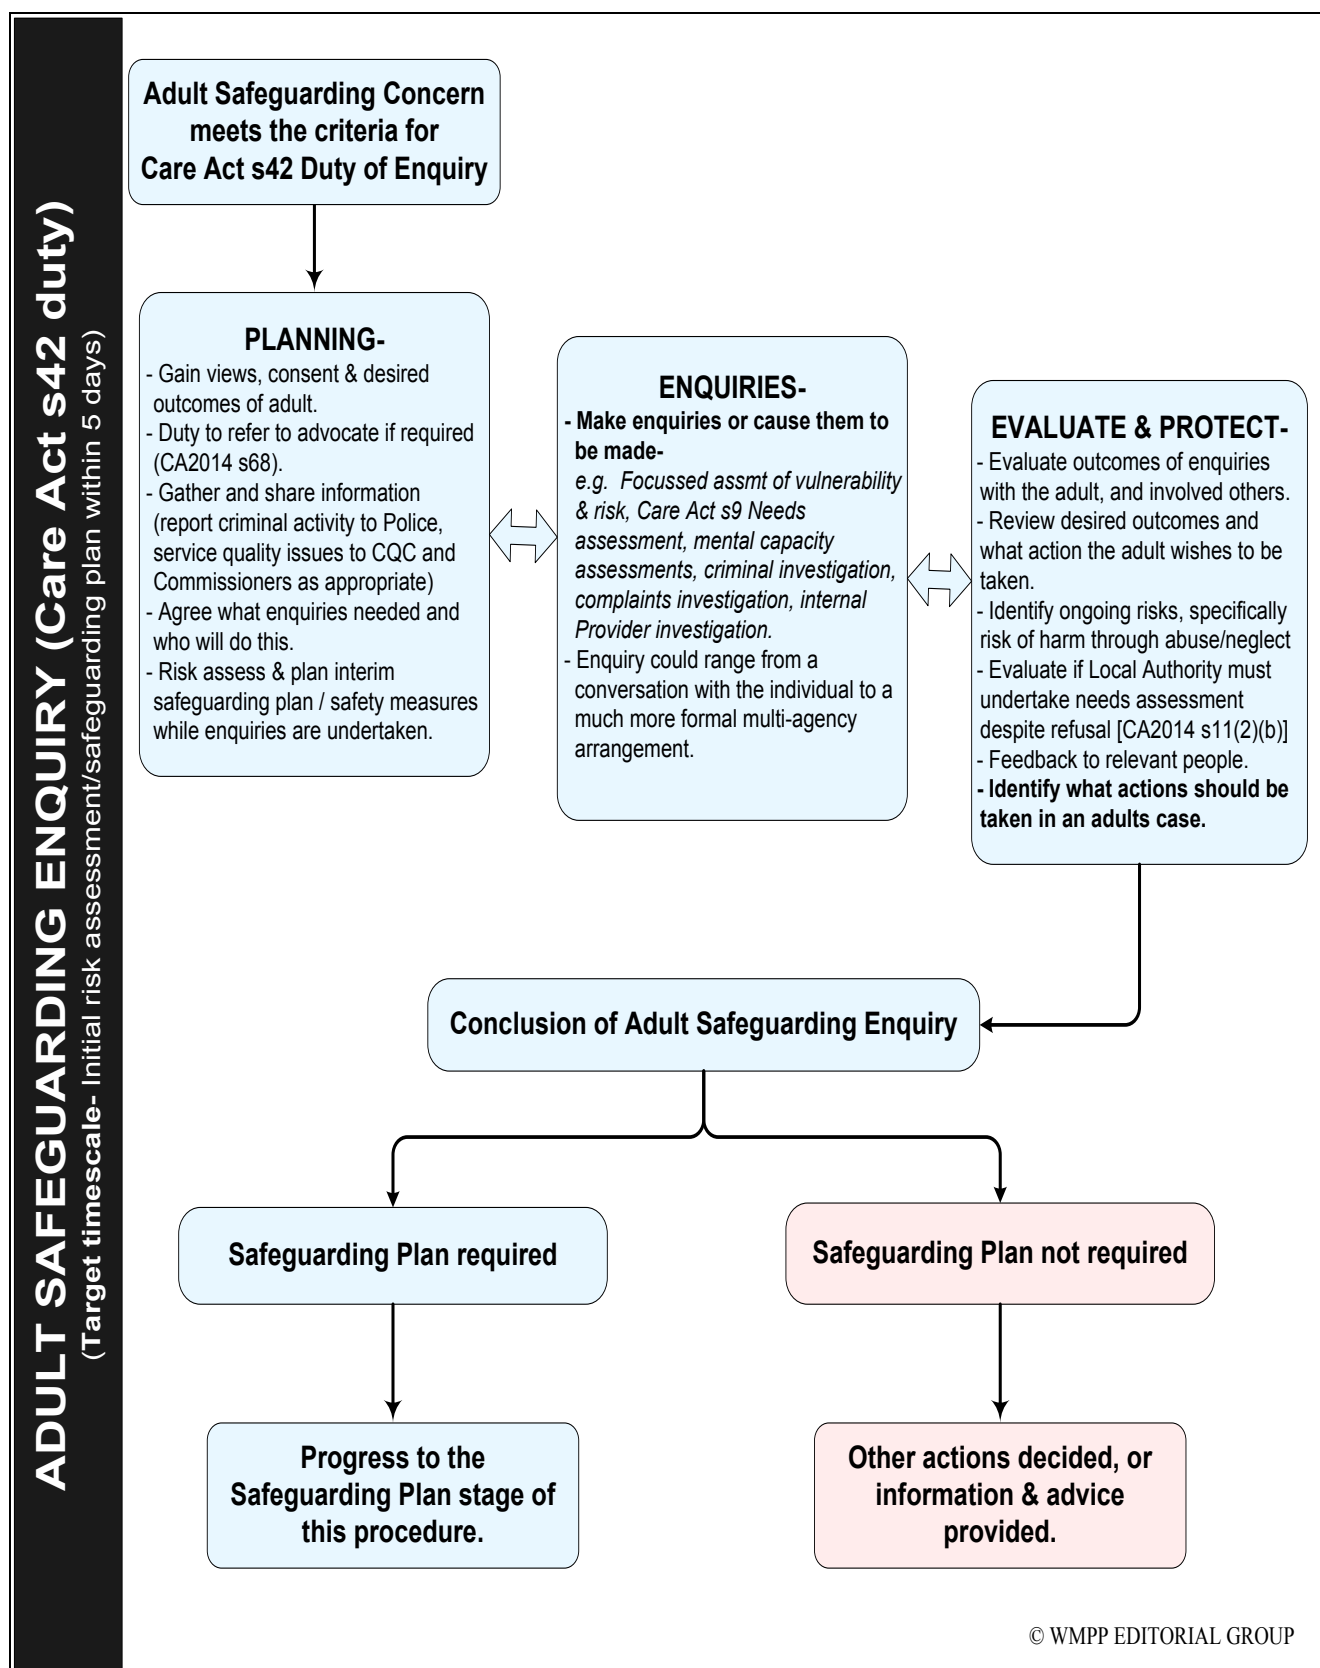 ADULT SAFEGUARDING ENQUIRY (Care Act s42 duty)
(Target timescale- Initial risk assessment/safeguarding plan within 5 days)
Adult Safeguarding Concern
meets the criteria for
Care Act s42 Duty of Enquiry
PLANNING-
- Gain views, consent & desired
outcomes of adult.
- Duty to refer to advocate if required
(CA2014 s68).
- Gather and share information
(report criminal activity to Police,
service quality issues to CQC and
Commissioners as appropriate)
- Agree what enquiries needed and
who will do this.
- Risk assess & plan interim
safeguarding plan / safety measures
while enquiries are undertaken.
ENQUIRIES-
- Make enquiries or cause them to
be made-
e.g. Focussed assmt of vulnerability
& risk, Care Act s9 Needs
assessment, mental capacity
assessments, criminal investigation,
complaints investigation, internal
Provider investigation.
- Enquiry could range from a
conversation with the individual to a
much more formal multi-agency
arrangement.
EVALUATE & PROTECT-
- Evaluate outcomes of enquiries
with the adult, and involved others.
- Review desired outcomes and
what action the adult wishes to be
taken.
- Identify ongoing risks, specifically
risk of harm through abuse/neglect
- Evaluate if Local Authority must
undertake needs assessment
despite refusal [CA2014 s11(2)(b)]
- Feedback to relevant people.
- Identify what actions should be
taken in an adults case.
Conclusion of Adult Safeguarding Enquiry
Safeguarding Plan required
Safeguarding Plan not required
Progress to the
Safeguarding Plan stage of
this procedure.
Other actions decided, or
information & advice
provided.
© WMPP EDITORIAL GROUP